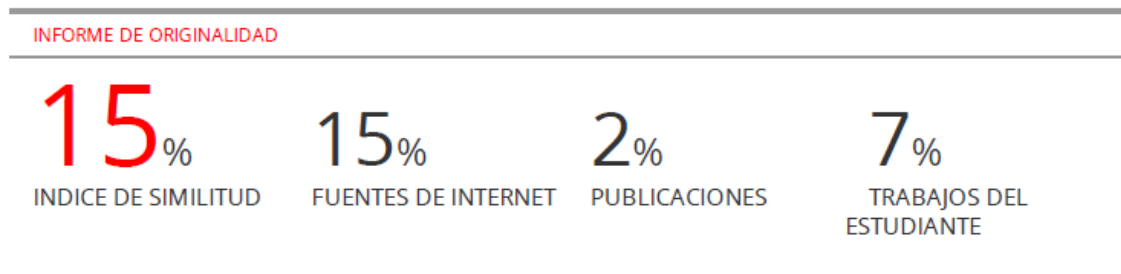 INFORME DE ORIGINALIDAD
15% 15% 2% 7%
INDICE DE SIMILITUD FUENTES DE INTERNET PUBLICACIONES TRABAJOS DEL
ESTUDIANTE